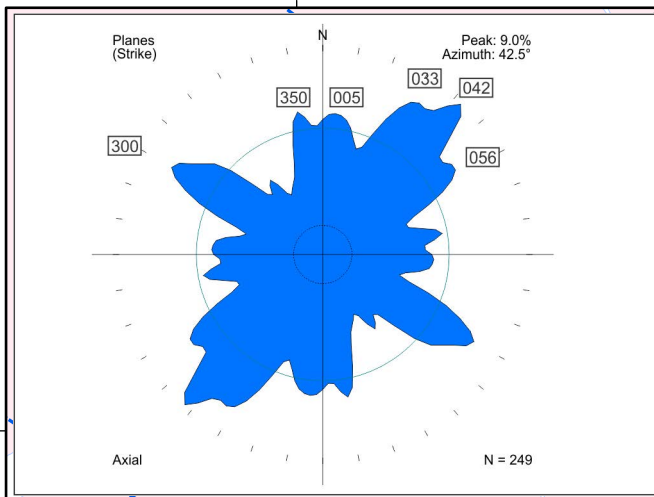 Planes
(Strike)
N
Peak: 9.0%
Azimuth: 42.5°
350
005
033
042
300
056
Axial
N = 249